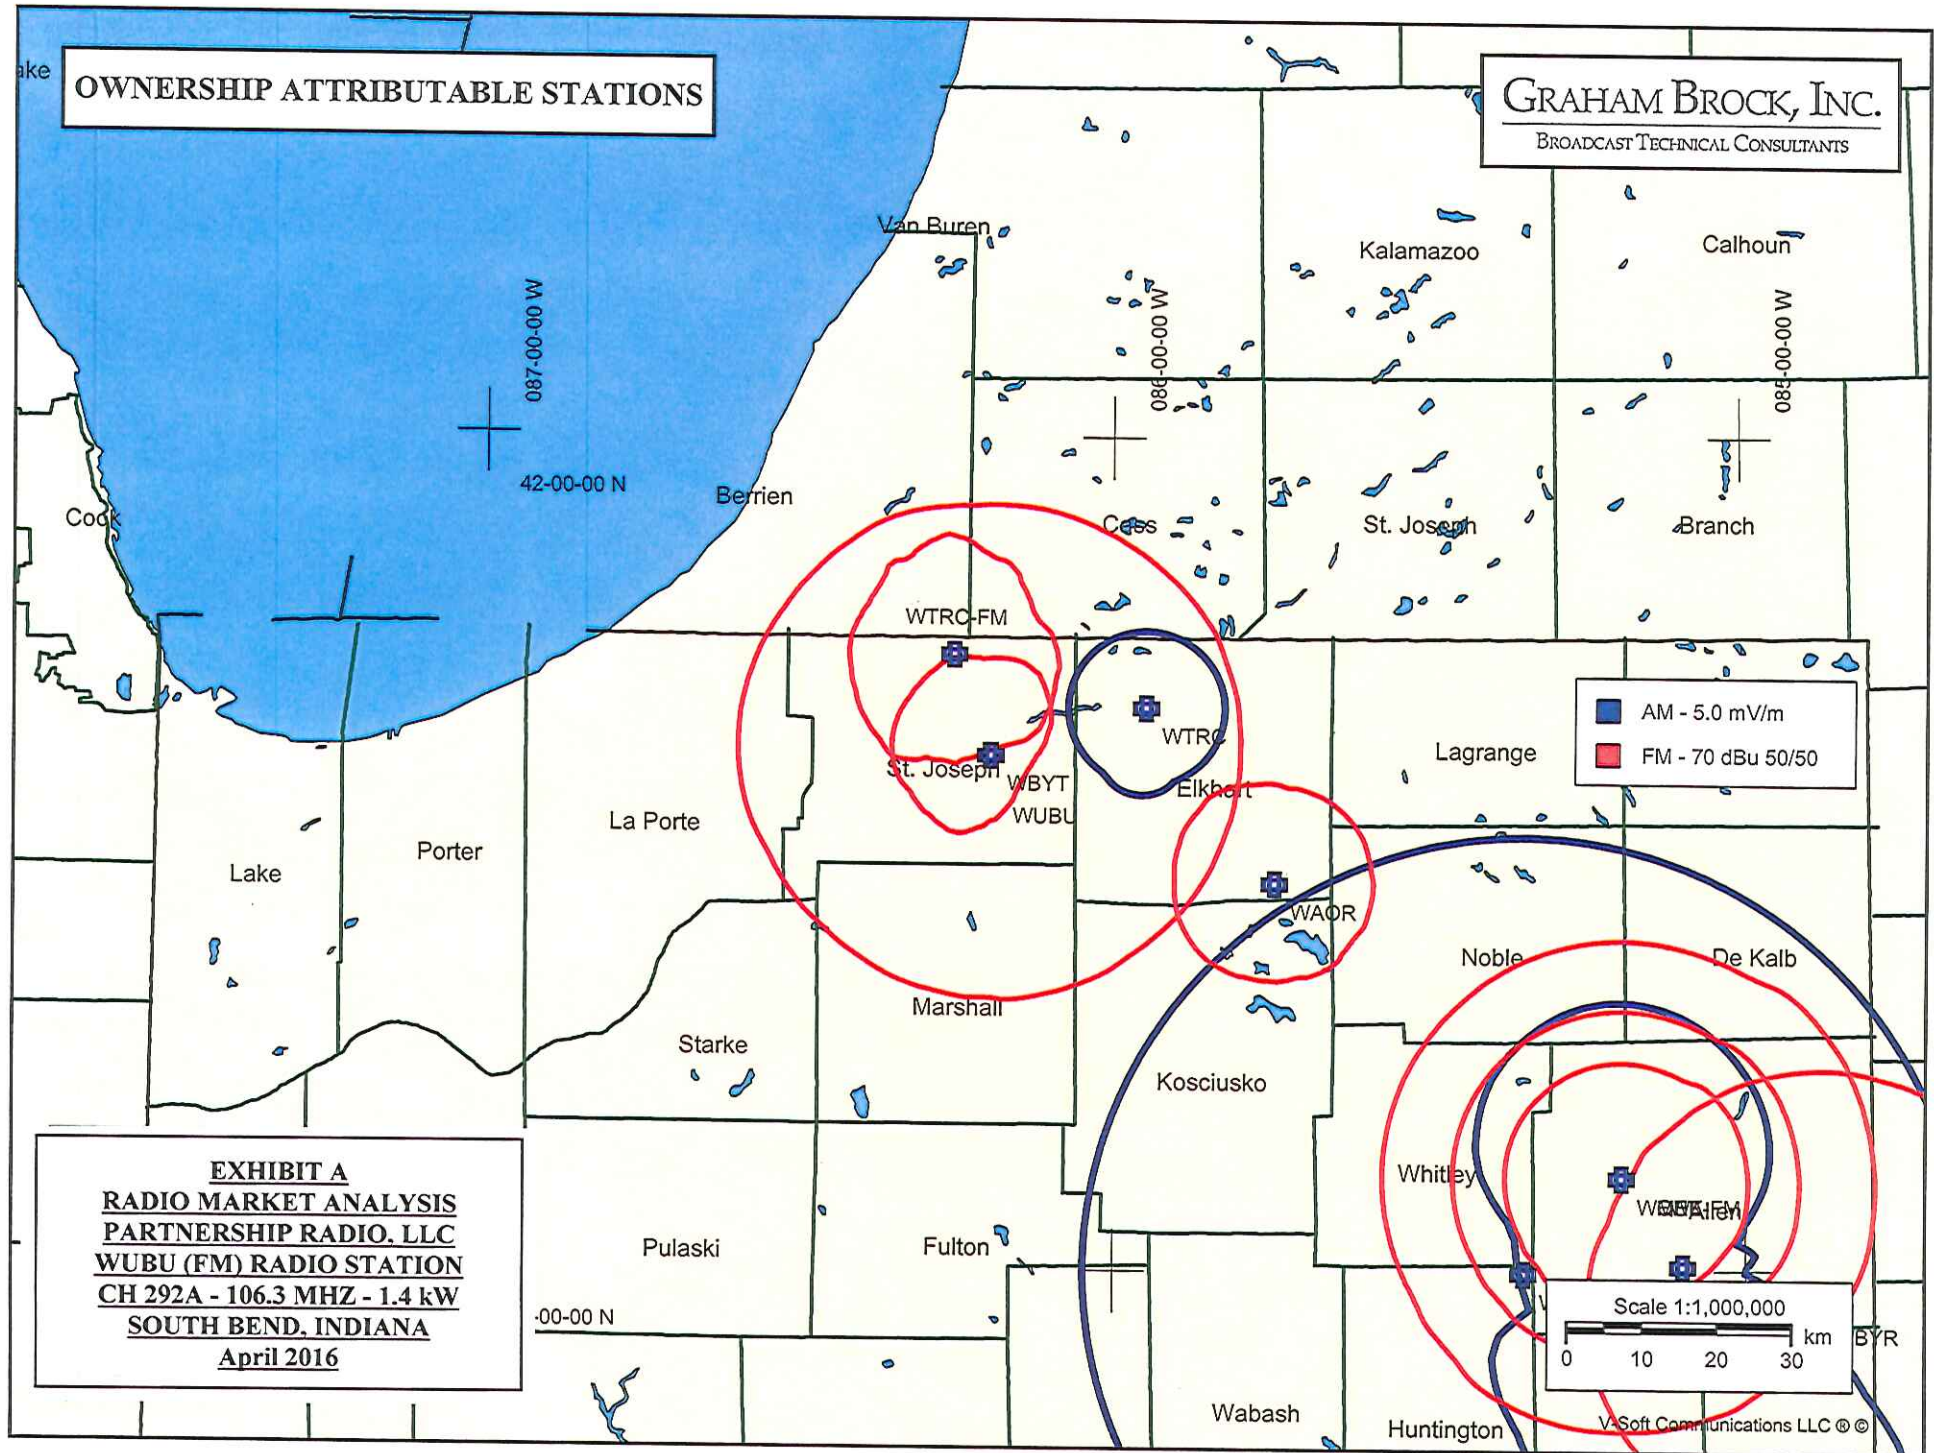 ake
OWNERSHIP ATTRIBUTABLE STATIONS
GRAHAM BROCK, INC.
BROADCAST TECHNICAL CONSULTANTS
Van Buren
Kalamazoo
Calhoun
087-00-00 W
086-00-00 W
085-00-00 W
42-00-00 N
Berrien
Cook
Cass
St. Joseph
Branch
WTRC-FM
WTRC
AM - 5.0 mV/m
FM - 70 dBu 50/50
Lagrange
St. Joseph
WBYT
Elkhart
WUBU
La Porte
Porter
Lake
WAOR
Noble
De Kalb
Marshall
Starke
Kosciusko
Whitley
Allen
Pulaski
Fulton
EXHIBIT A
RADIO MARKET ANALYSIS
PARTNERSHIP RADIO, LLC
WUBU (FM) RADIO STATION
CH 292A - 106.3 MHZ - 1.4 kW
SOUTH BEND, INDIANA
April 2016
-00-00 N
Scale 1:1,000,000
km
0 10 20 30
BYR
Wabash
Huntington
V-Soft Communications LLC ® ©